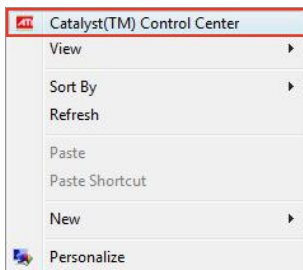 Catalyst(TM) Control Center
View
Sort By
Refresh
Paste
Paste Shortcut
New
Personalize